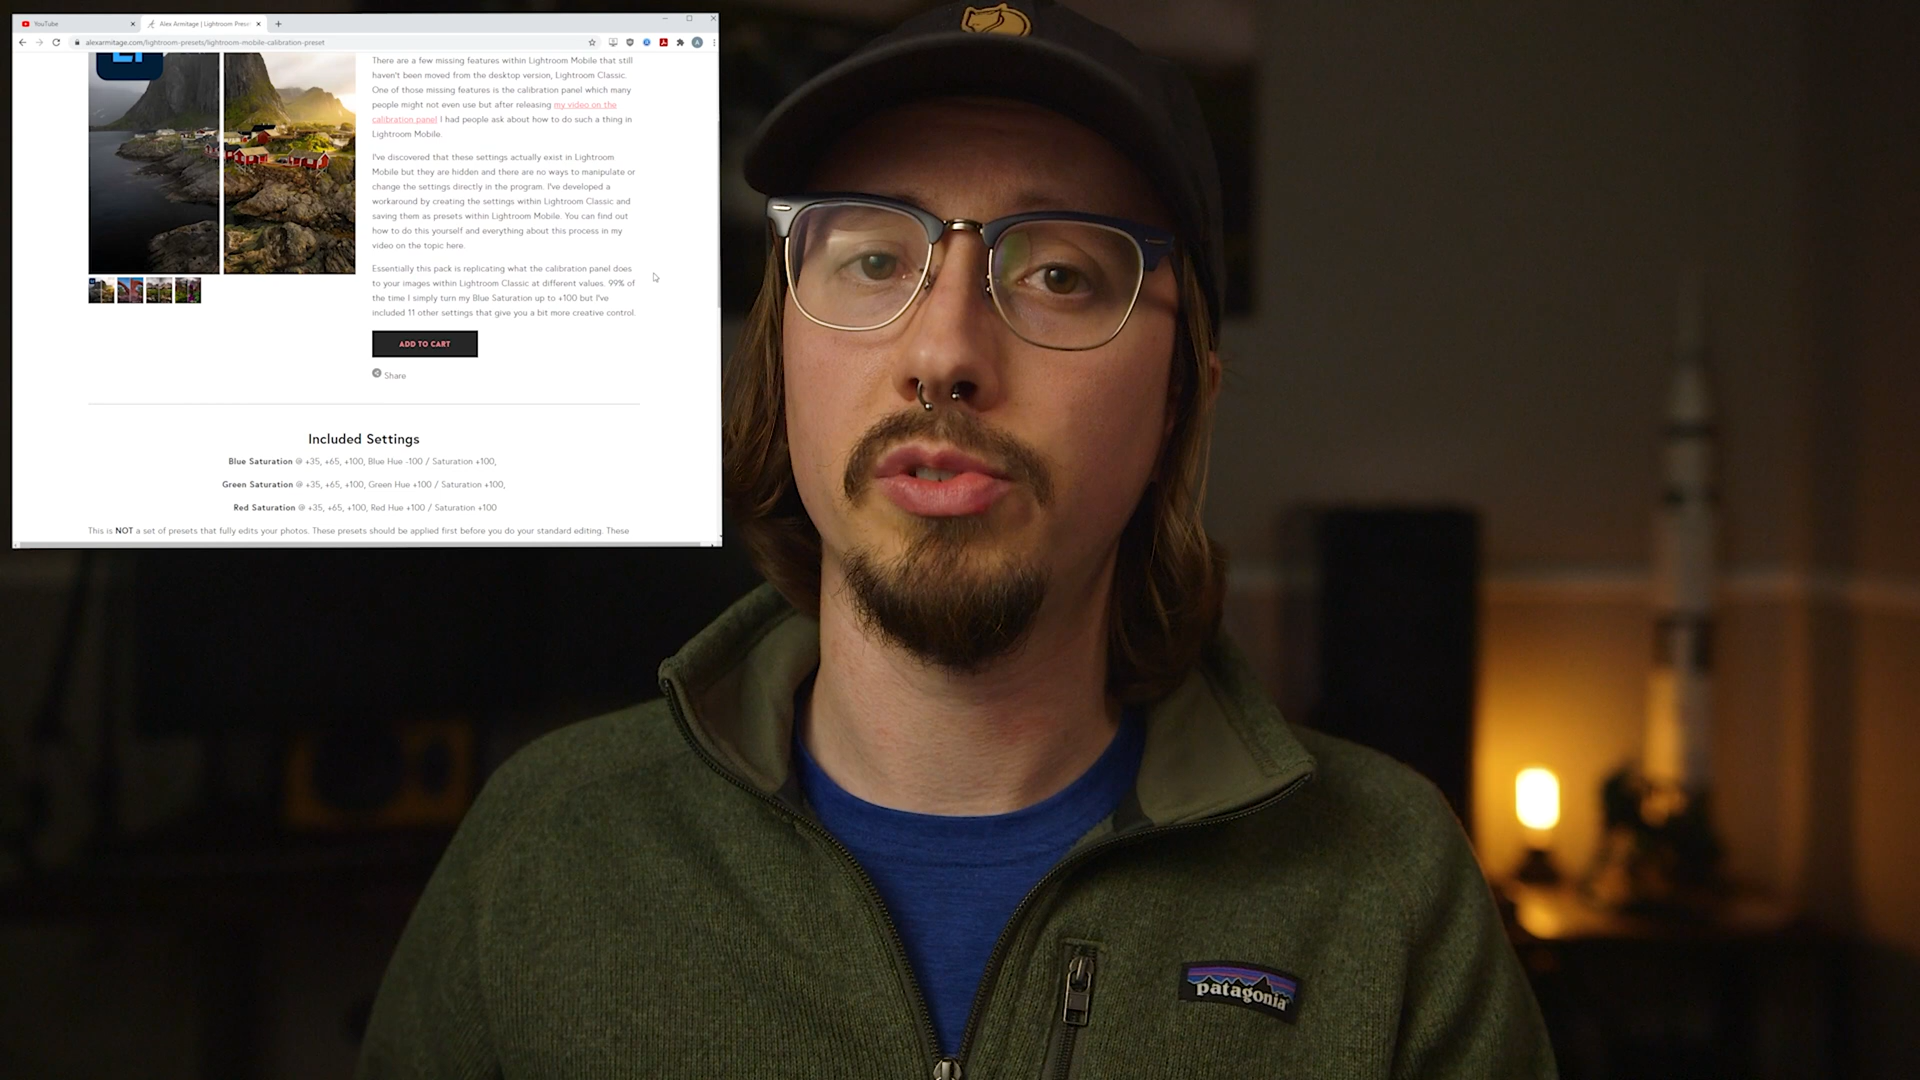 YouTube
Alex Armitage | Lightroom Prese
alexarmitage.com/lightroom-presets/lightroom-mobile-calibration-preset
There are a few missing features within Lightroom Mobile that still
haven't been moved from the desktop version, Lightroom Classic.
One of those missing features is the calibration panel which many
people might not even use but after releasing my video on the
calibration panel I had people ask about how to do such a thing in
Lightroom Mobile.
I've discovered that these settings actually exist in Lightroom
Mobile but they are hidden and there are no ways to manipulate or
change the settings directly in the program. I've developed a
workaround by creating the settings within Lightroom Classic and
saving them as presets within Lightroom Mobile. You can find out
how to do this yourself and everything about this process in my
video on the topic here.
Essentially this pack is replicating what the calibration panel does
to your images within Lightroom Classic at different values. 99% of
the time I simply turn my Blue Saturation up to +100 but I've
included 11 other settings that give you a bit more creative control.
ADD TO CART
Share
Included Settings
Blue Saturation @ +35, +65, +100, Blue Hue -100 / Saturation +100,
Green Saturation @ +35, +65, +100, Green Hue +100 / Saturation +100,
Red Saturation @ +35, +65, +100, Red Hue +100 / Saturation +100
This is NOT a set of presets that fully edits your photos. These presets should be applied first before you do your standard editing. These
patagonia